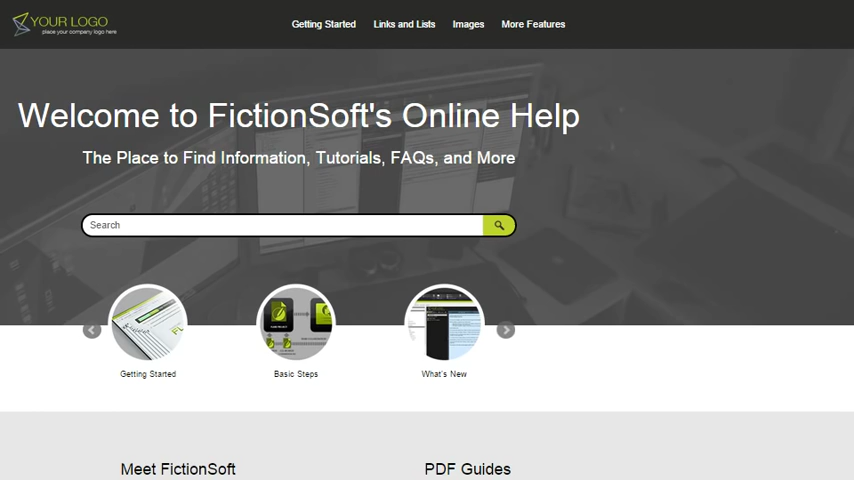 YOUR LOGO
place your company logo here
Getting Started
Links and Lists
Images
More Features
Welcome to FictionSoft's Online Help
The Place to Find Information, Tutorials, FAQs, and More
Search
Getting Started
Basic Steps
What's New
Meet FictionSoft
PDF Guides